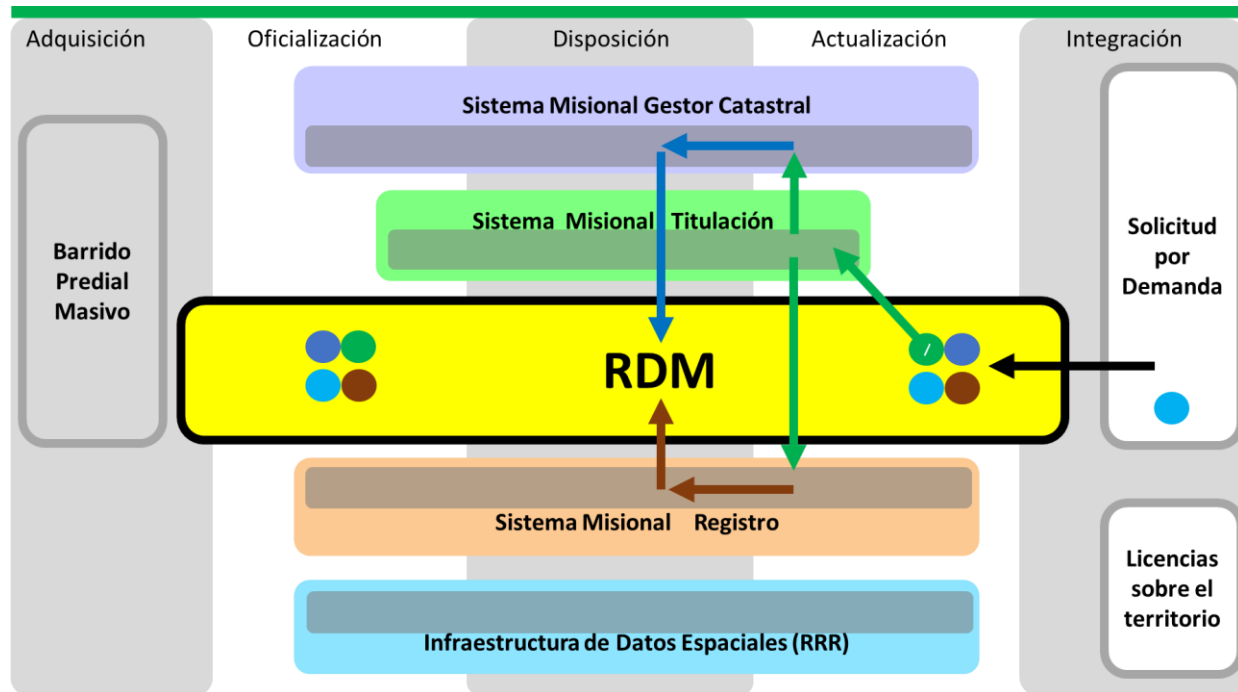 Adquisición
Oficialización
Disposición
Actualización
Integración
Sistema Misional Gestor Catastral
Sistema Misional Titulación
Barrido
Predial
Masivo
Solicitud
por
Demanda
RDM
/
Sistema Misional Registro
Licencias
sobre el
territorio
Infraestructura de Datos Espaciales (RRR)